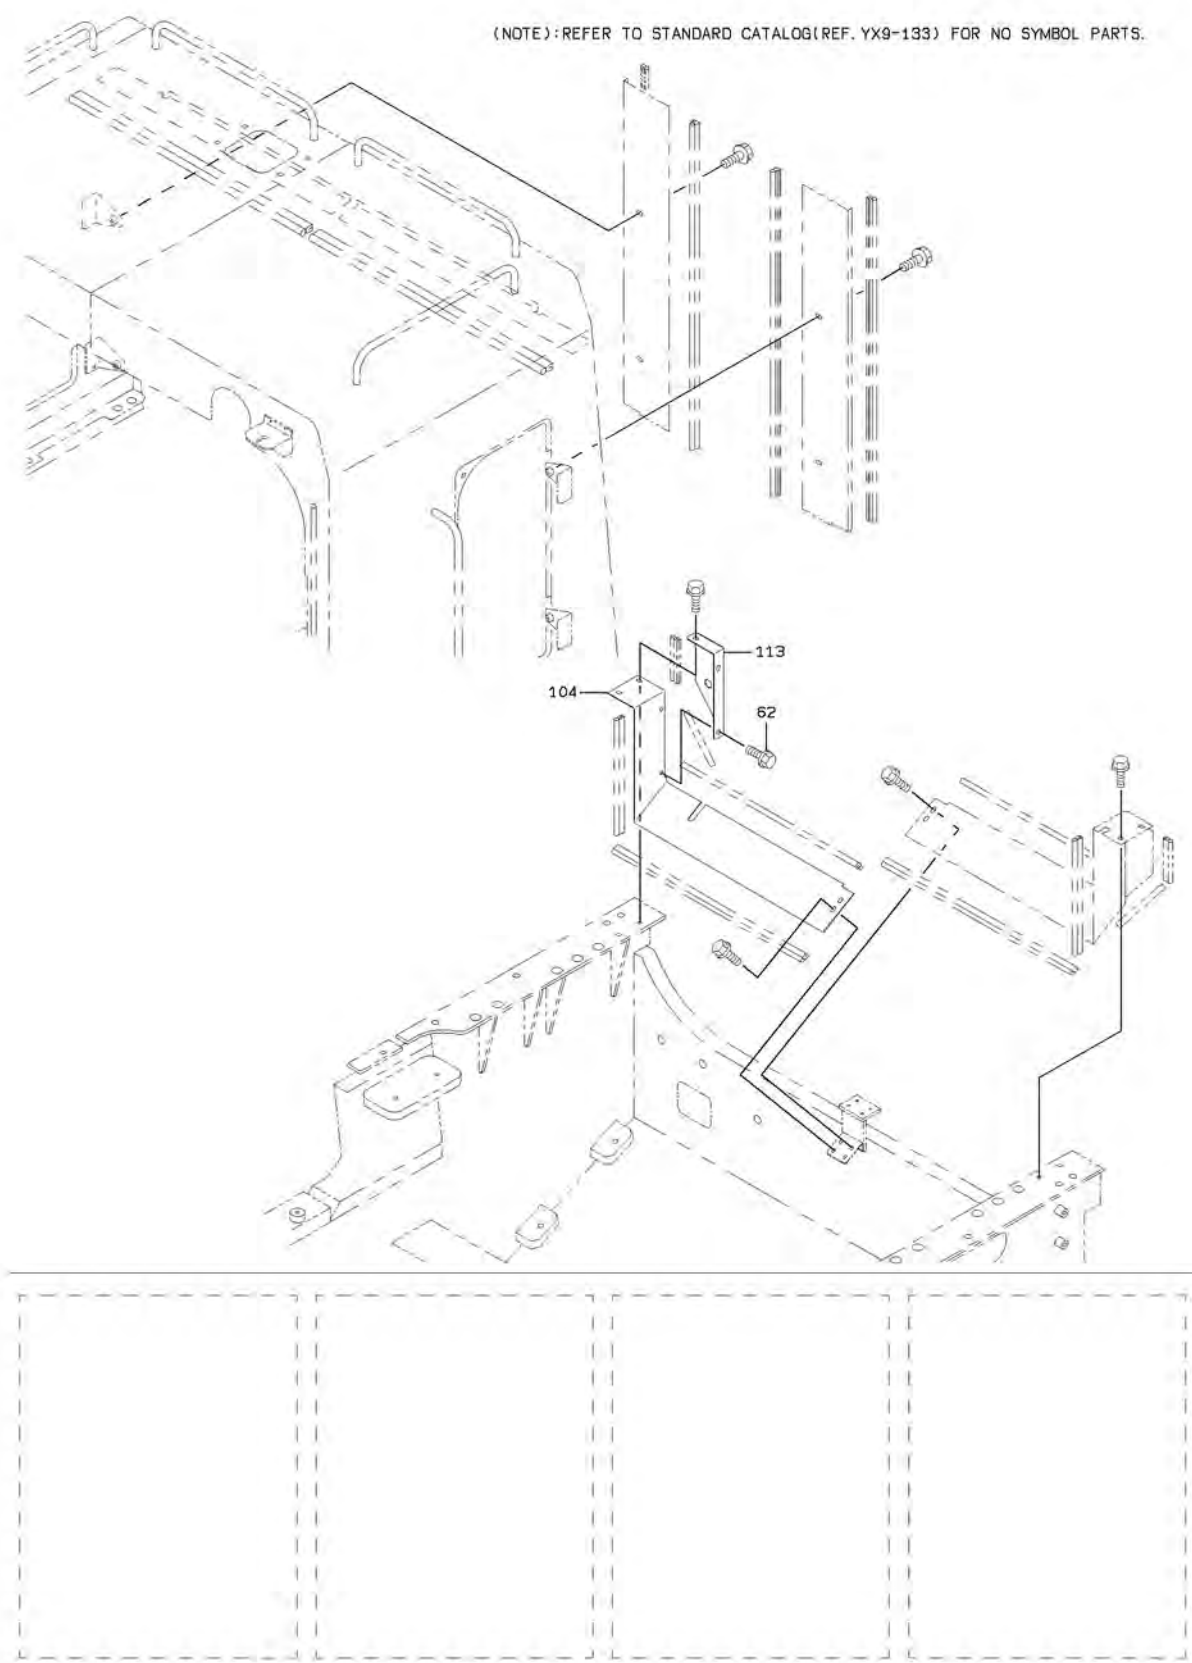 (NOTE):REFER TO STANDARD CATALOG(REF.YX9-133) FOR NO SYMBOL PARTS.
113
104
62